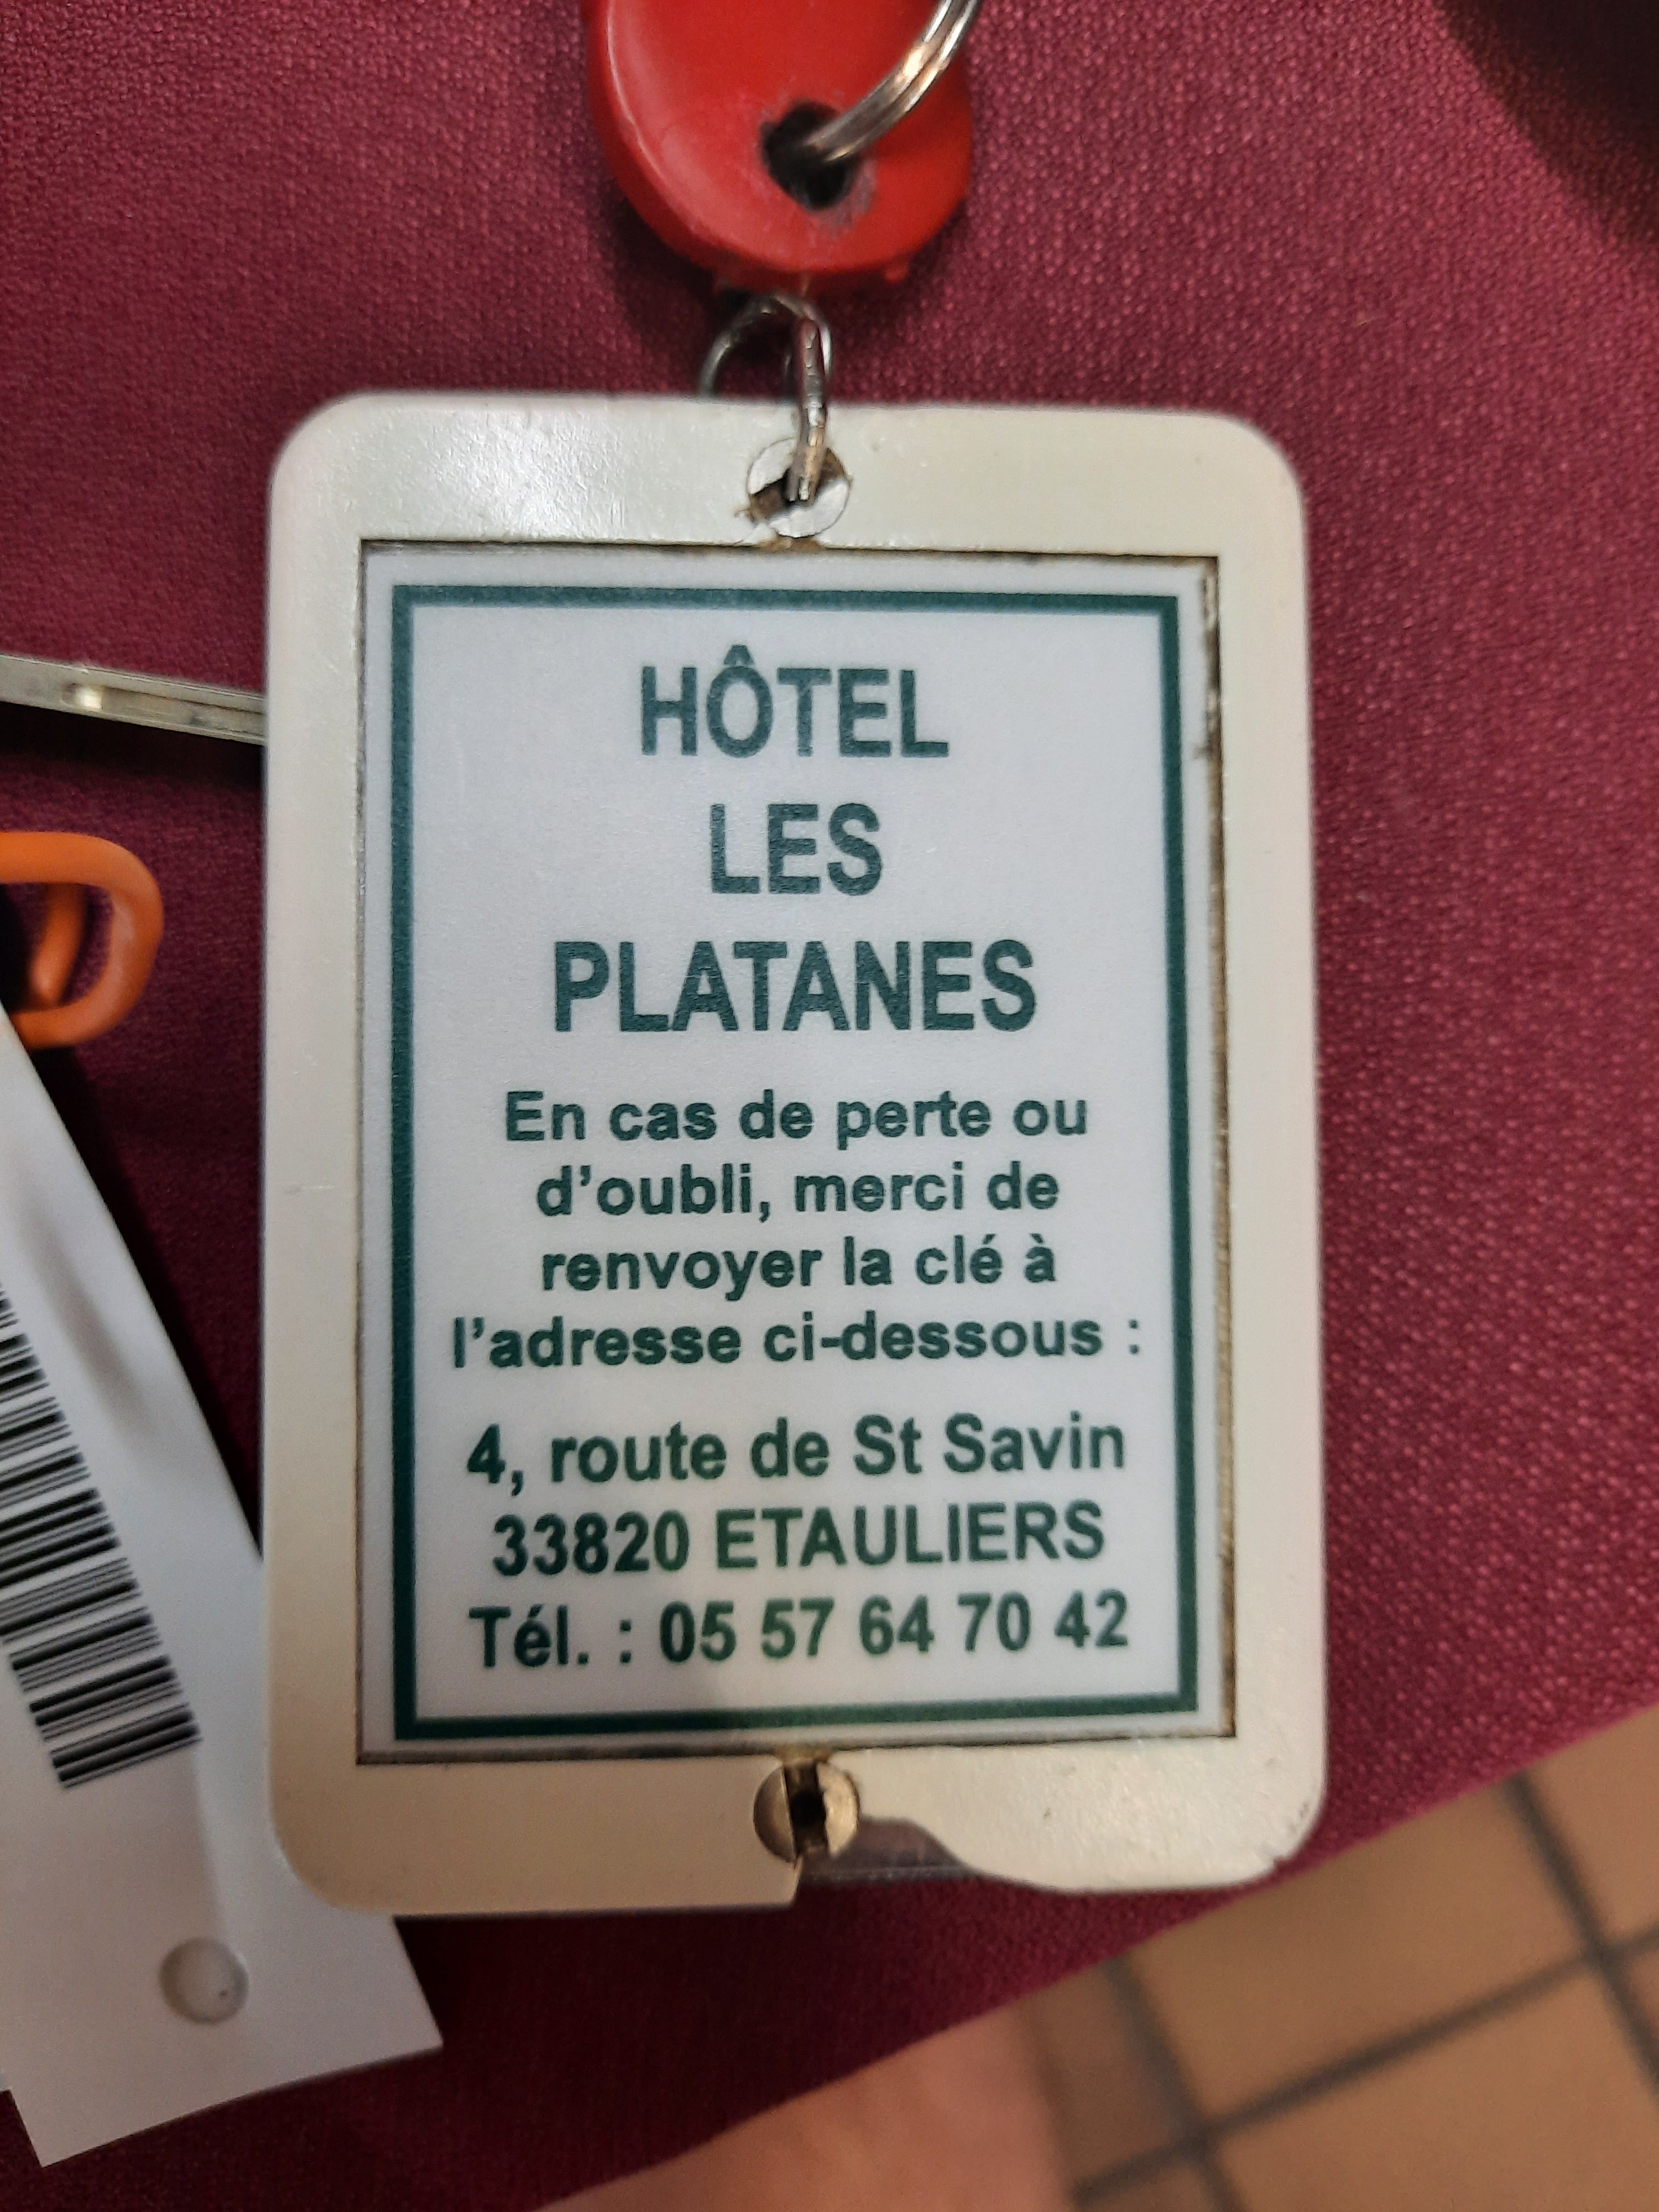 HÔTEL
LES
PLATANES
En cas de perte ou
d'oubli, merci de
renvoyer la clé à
l'adresse ci-dessous :
4, route de St Savin
33820 ETAULIERS
Tél. : 05 57 64 70 42